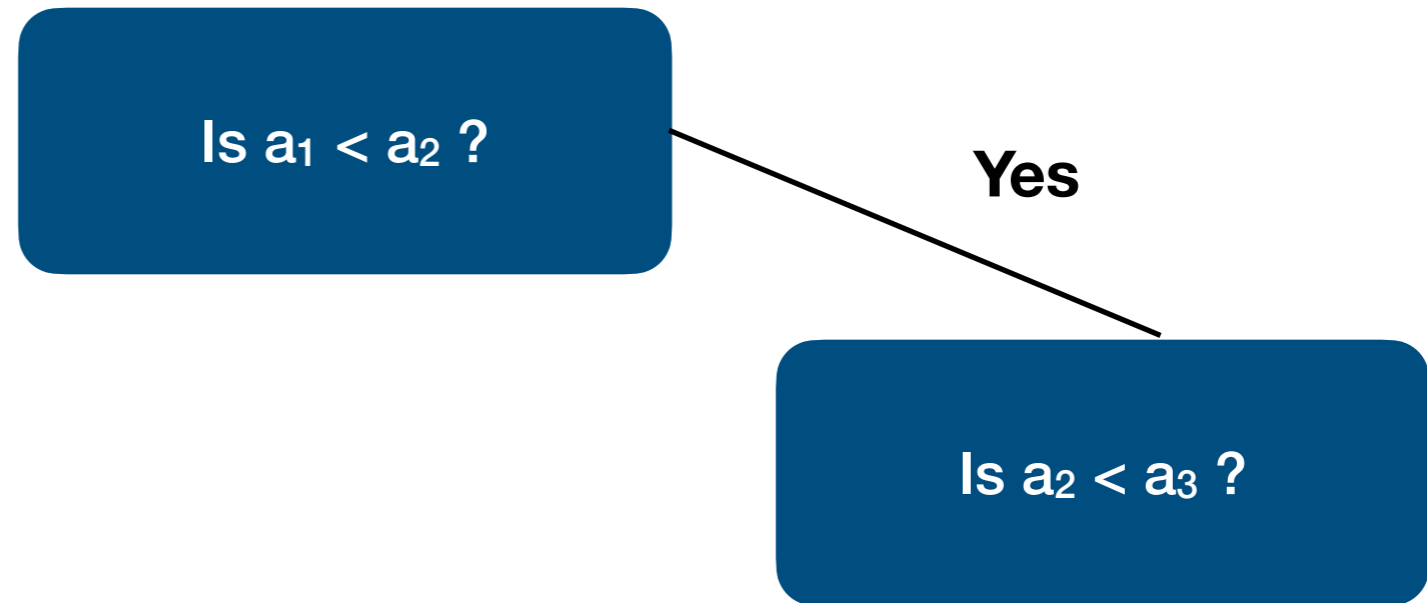 Is a₁ < a₂ ?
Yes
Is a₂ < a₃ ?